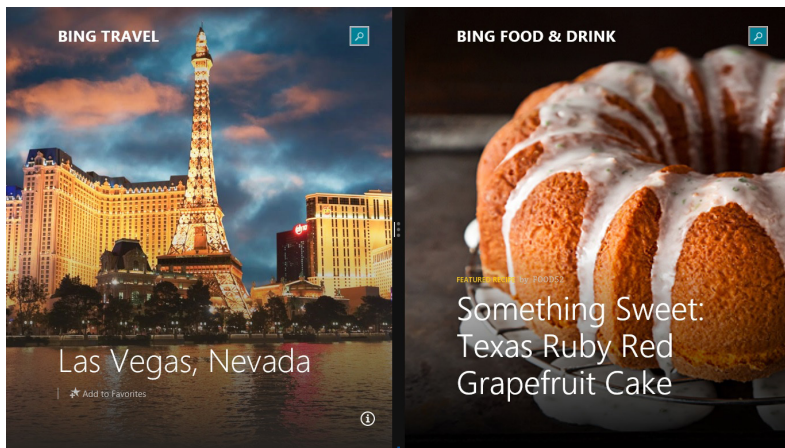 BING TRAVEL
Las Vegas, Nevada
Add to Favorites
BING FOOD & DRINK
FEATURED RECIPE by FOOD52
Something Sweet:
Texas Ruby Red
Grapefruit Cake